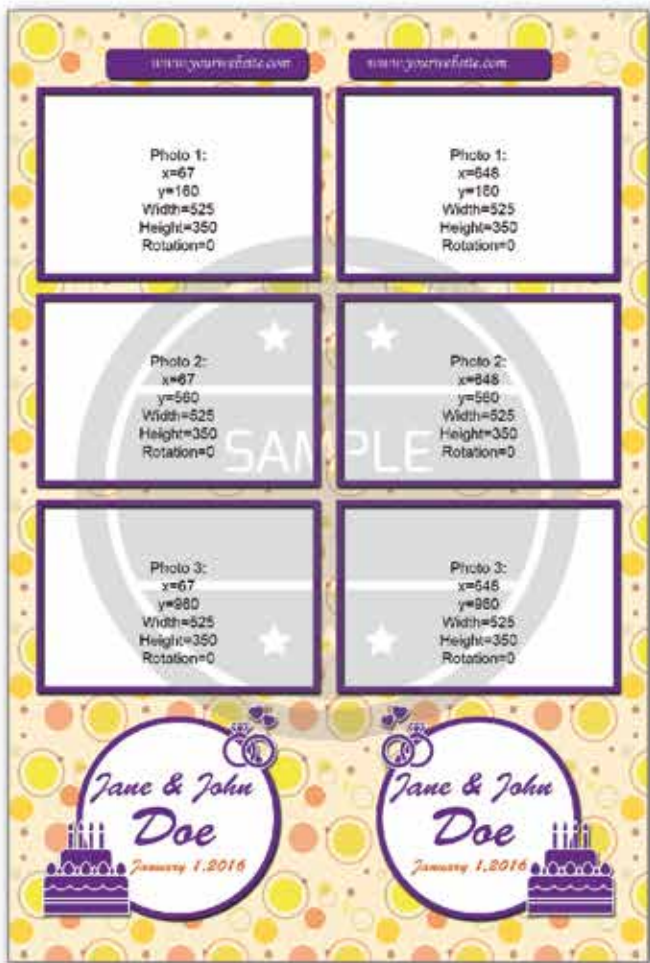 www.yourwebsite.com
www.yourwebsite.com
Photo 1:
x=67
y=160
Width=525
Height=350
Rotation=0
Photo 1:
x=648
y=160
Width=525
Height=350
Rotation=0
Photo 2:
x=67
y=560
Width=525
Height=350
Rotation=0
Photo 2:
x=648
y=560
Width=525
Height=350
Rotation=0
SAMPLE
Photo 3:
x=67
y=960
Width=525
Height=350
Rotation=0
Photo 3:
x=648
y=960
Width=525
Height=350
Rotation=0
Jane & John
Doe
January 1,2016
Jane & John
Doe
January 1,2016